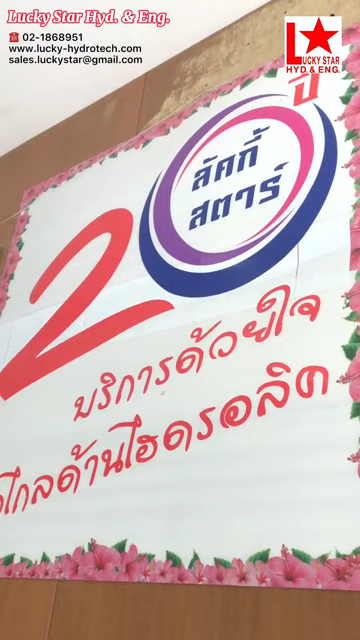 Lucky Star Hyd. & Eng.
☎ 02-1868951
www.lucky-hydrotech.com
sales.luckystar@gmail.com
L
LUCKY STAR
HYD.& ENG.
20 ปี
ลัคกี้
สตาร์
บริการด้วยใจ
ไกลด้านไฮดรอลิค